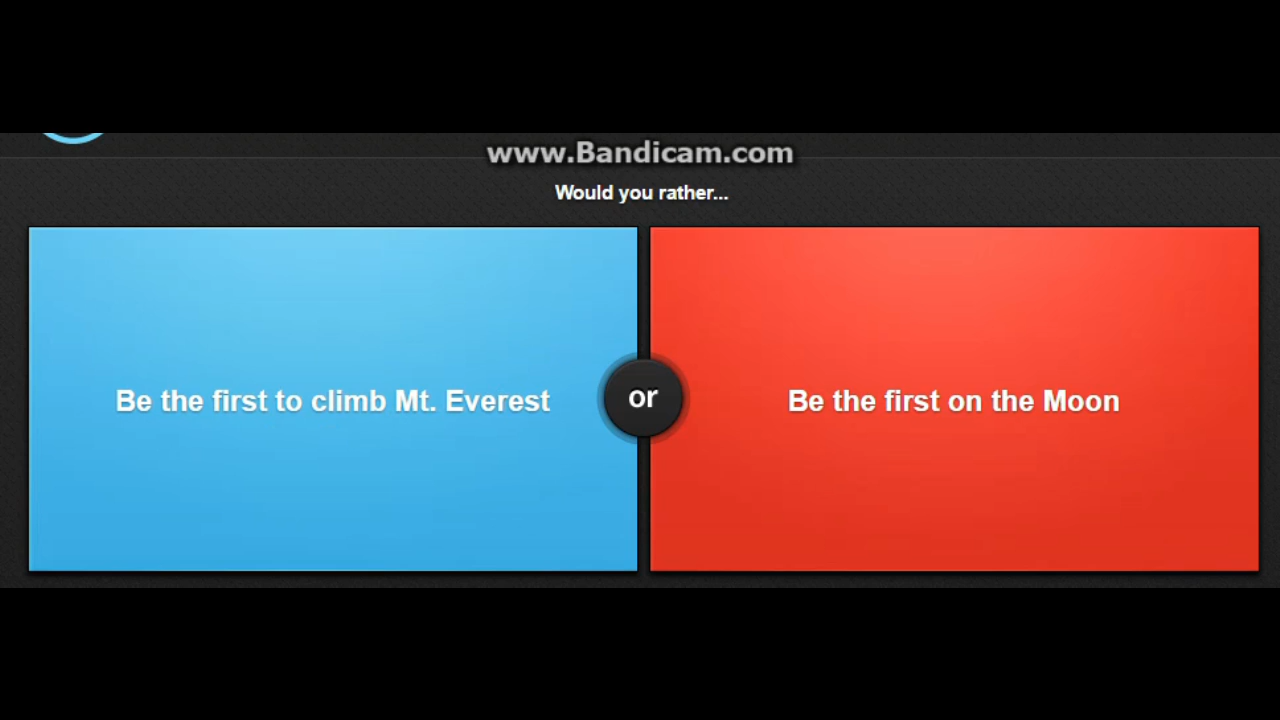 www.Bandicam.com
Would you rather...
Be the first to climb Mt. Everest
or
Be the first on the Moon